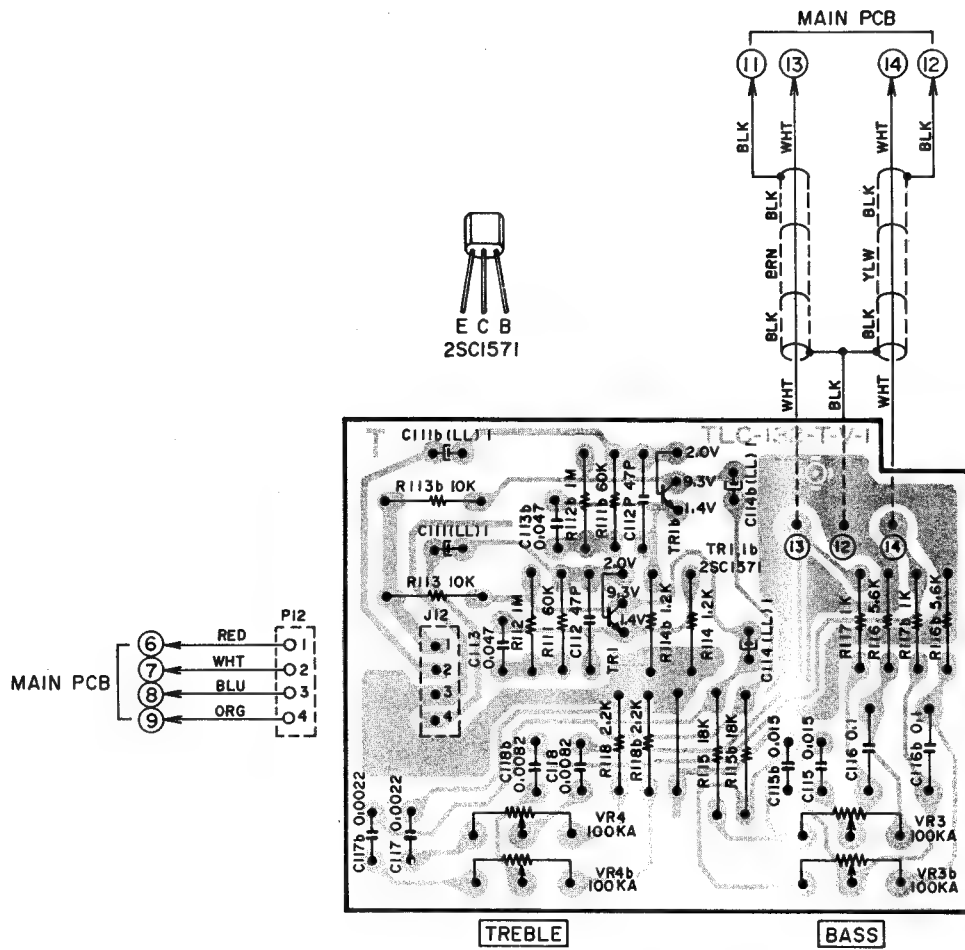 MAIN PCB
11 13 14 12
BLK WHT WHT BLK
BLK BLK
BRN YLW
BLK BLK
WHT BLK WHT
E C B
2SC1571
T
C111b(LL) 1
R113b 10K
C111(LL) 1
R113 10K
C113b
0.047
R112b 1M
R111b 60K
C112b 47P
2.0V
9.3V
1.4V
TR1b
C114b(LL) 1
TR1,1b
2SC1571
13 12 14
J12
1
2
3
4
C113
0.047
R112 1M
R111 60K
C112 47P
2.0V
9.3V
1.4V
TR1
R114b 1.2K
R114 1.2K
C114(LL) 1
R117 1K
R116 5.6K
R117b 1K
R116b 5.6K
MAIN PCB
P12
6 RED 1
7 WHT 2
8 BLU 3
9 ORG 4
C118b
0.0082
C118
0.0082
R118 2.2K
R118b 2.2K
R115 18K
R115b 18K
C115b 0.015
C115 0.015
C116 0.1
C116b 0.1
C117b 0.0022
C117 0.0022
VR4
100KA
VR4b
100KA
VR3
100KA
VR3b
100KA
TREBLE
BASS